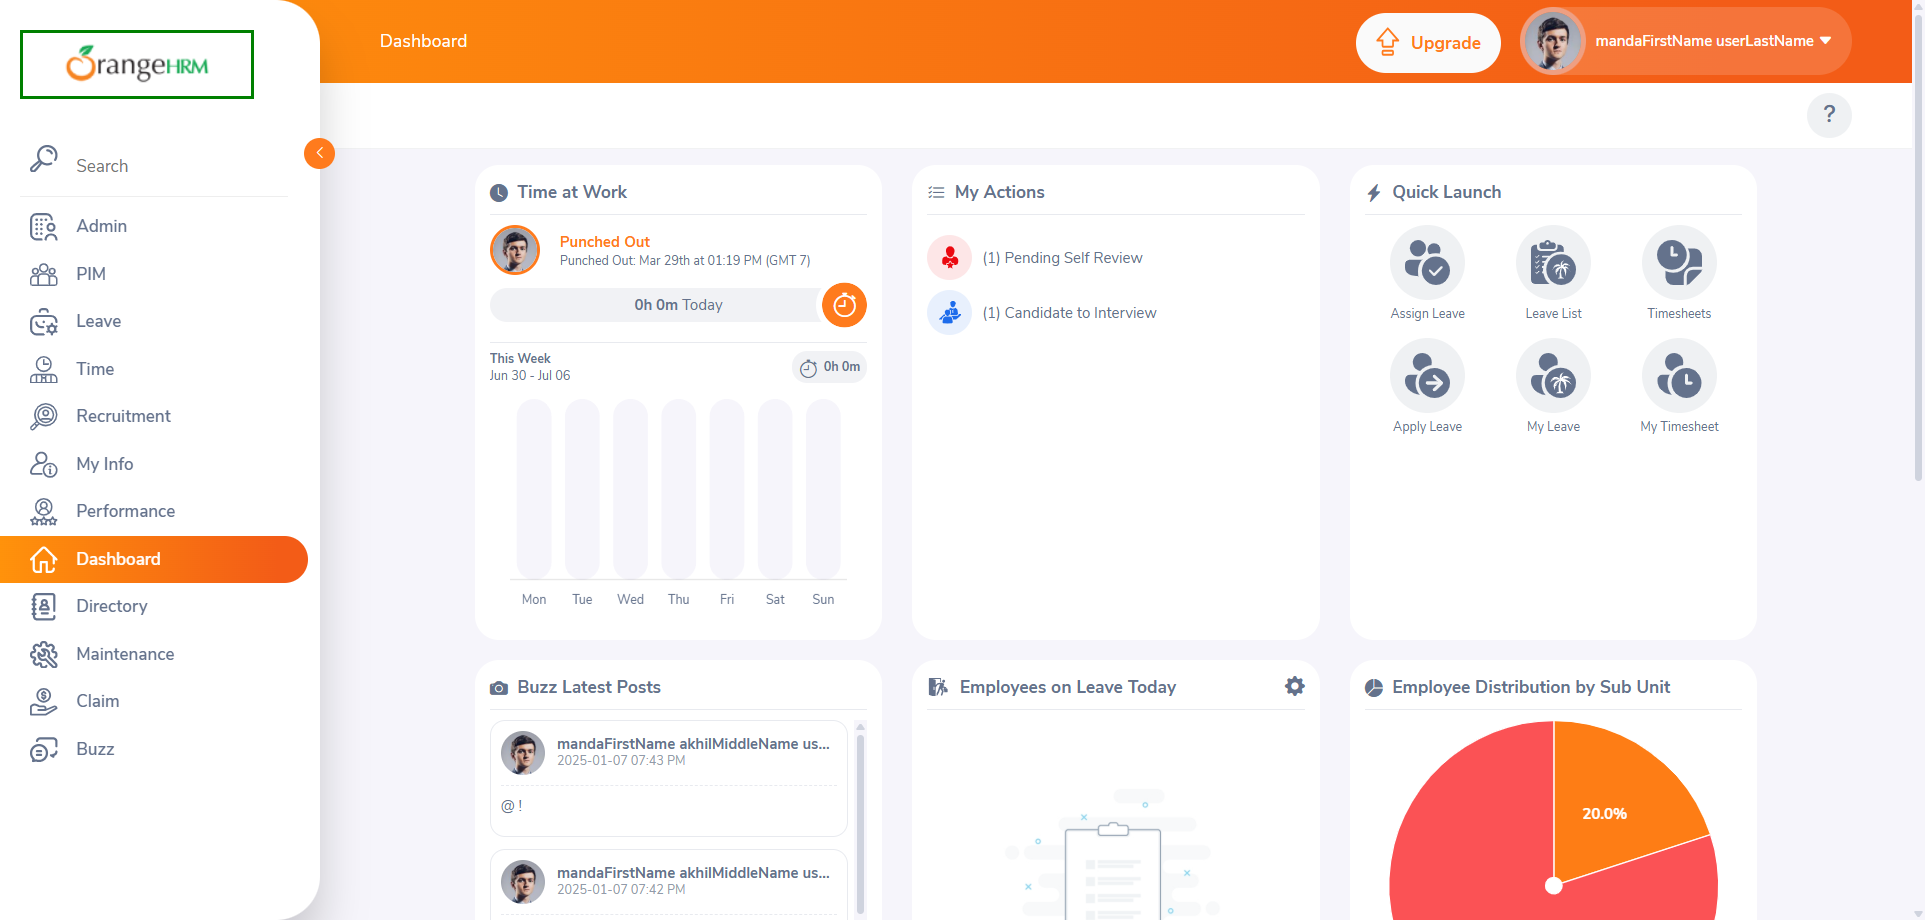 OrangeHRM
Dashboard
Upgrade
mandaFirstName userLastName
?
Search
Admin
PIM
Leave
Time
Recruitment
My Info
Performance
Dashboard
Directory
Maintenance
Claim
Buzz
Time at Work
Punched Out
Punched Out: Mar 29th at 01:19 PM (GMT 7)
0h 0m Today
This Week
Jun 30 - Jul 06
0h 0m
Mon Tue Wed Thu Fri Sat Sun
My Actions
(1) Pending Self Review
(1) Candidate to Interview
Quick Launch
Assign Leave
Leave List
Timesheets
Apply Leave
My Leave
My Timesheet
Buzz Latest Posts
mandaFirstName akhilMiddleName us...
2025-01-07 07:43 PM
@ !
mandaFirstName akhilMiddleName us...
2025-01-07 07:42 PM
Employees on Leave Today
Employee Distribution by Sub Unit
20.0%